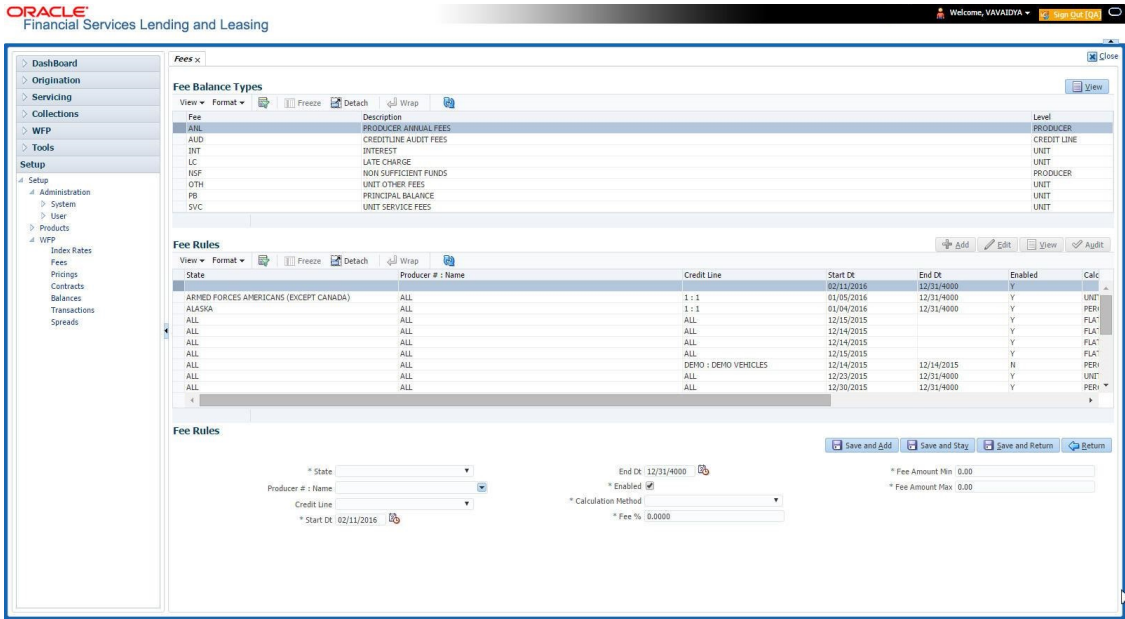 ORACLE
Financial Services Lending and Leasing
Welcome, VAVAIDYA
Sign Out [QA]
DashBoard
Origination
Servicing
Collections
WFP
Tools
Setup
Setup
Administration
System
User
Products
WFP
Index Rates
Fees
Pricings
Contracts
Balances
Transactions
Spreads
Fees x
Close
Fee Balance Types
View
View Format Freeze Detach Wrap
Fee Description Level
ANL PRODUCER ANNUAL FEES PRODUCER
AUD CREDITLINE AUDIT FEES CREDIT LINE
INT INTEREST UNIT
LC LATE CHARGE UNIT
NSF NON SUFFICIENT FUNDS PRODUCER
OTH UNIT OTHER FEES UNIT
PB PRINCIPAL BALANCE UNIT
SVC UNIT SERVICE FEES UNIT
Fee Rules
Add Edit View Audit
View Format Freeze Detach Wrap
State Producer # : Name Credit Line Start Dt End Dt Enabled Calc
02/11/2016 12/31/4000 Y
ARMED FORCES AMERICANS (EXCEPT CANADA) ALL 1 : 1 01/05/2016 12/31/4000 Y UNIT
ALASKA ALL 1 : 1 01/04/2016 12/31/4000 Y PER
ALL ALL ALL 12/15/2015 Y FLAT
ALL ALL ALL 12/14/2015 Y FLAT
ALL ALL ALL 12/14/2015 Y FLAT
ALL ALL ALL 12/15/2015 Y FLAT
ALL ALL DEMO : DEMO VEHICLES 12/14/2015 12/14/2015 N PER
ALL ALL ALL 12/23/2015 12/31/4000 Y UNIT
ALL ALL ALL 12/30/2015 12/31/4000 Y PER
Fee Rules
Save and Add Save and Stay Save and Return Return
* State
Producer # : Name
Credit Line
* Start Dt 02/11/2016
End Dt 12/31/4000
* Enabled
* Calculation Method
* Fee % 0.0000
* Fee Amount Min 0.00
* Fee Amount Max 0.00